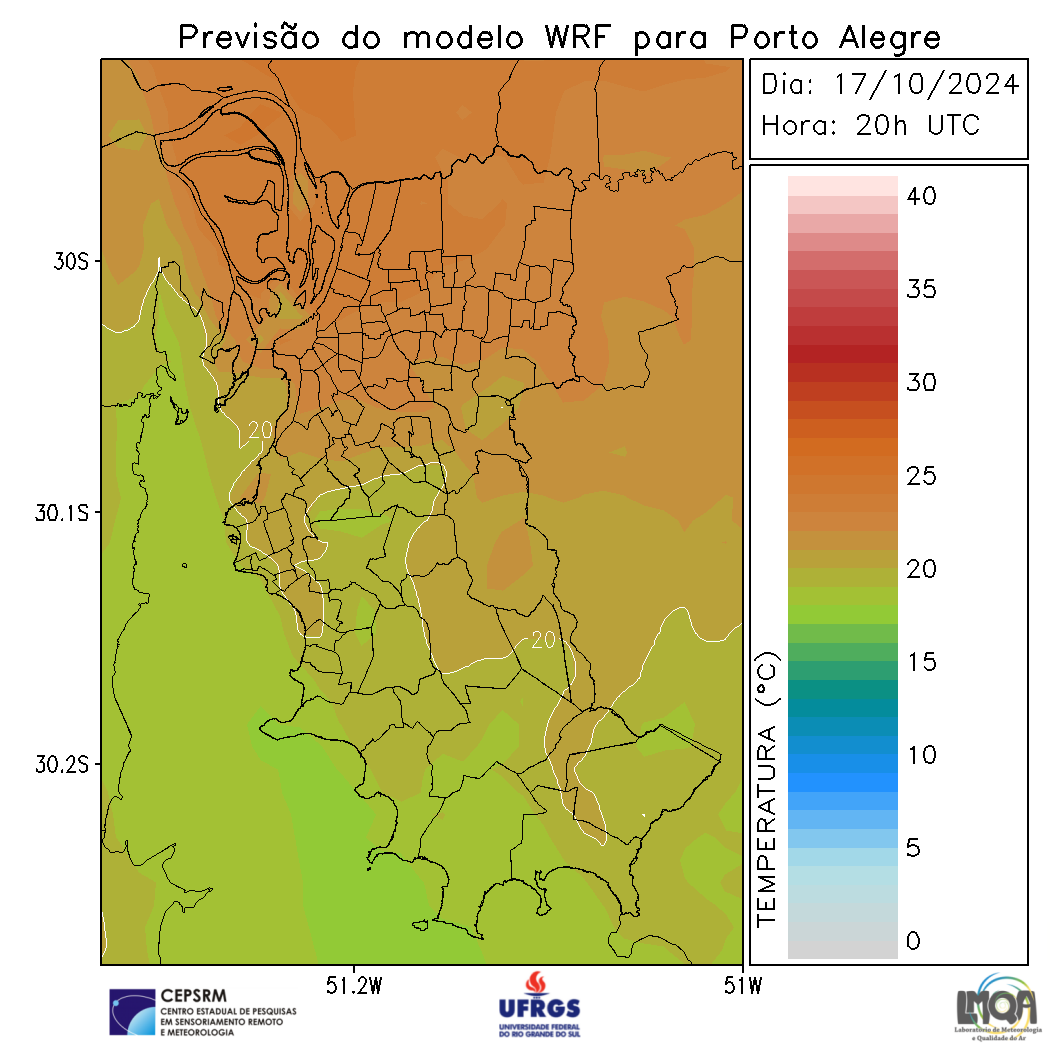 Previsão do modelo WRF para Porto Alegre
Dia: 17/10/2024
Hora: 20h UTC
40
35
30
25
20
15
10
5
0
TEMPERATURA (°C)
30S
30.1S
30.2S
20
20
51.2W
51W
CEPSRM
CENTRO ESTADUAL DE PESQUISAS
EM SENSORIAMENTO REMOTO
E METEOROLOGIA
UFRGS
UNIVERSIDADE FEDERAL
DO RIO GRANDE DO SUL
LMQA
Laboratório de Meteorologia
e Qualidade do Ar